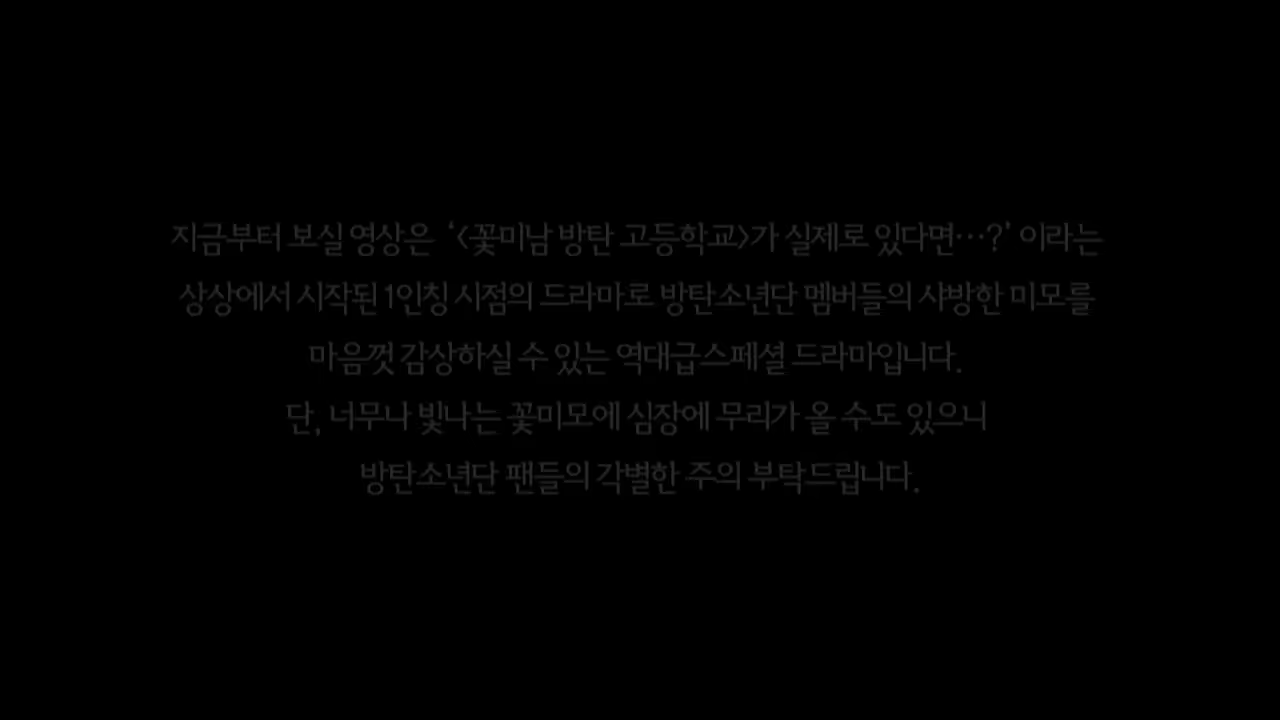 지금부터 보실 영상은 ‘<꽃미남 방탄 고등학교>가 실제로 있다면…?’ 이라는
상상에서 시작된 1인칭 시점의 드라마로 방탄소년단 멤버들의 샤방한 미모를
마음껏 감상하실 수 있는 역대급스페셜 드라마입니다.
단, 너무나 빛나는 꽃미모에 심장에 무리가 올 수도 있으니
방탄소년단 팬들의 각별한 주의 부탁드립니다.